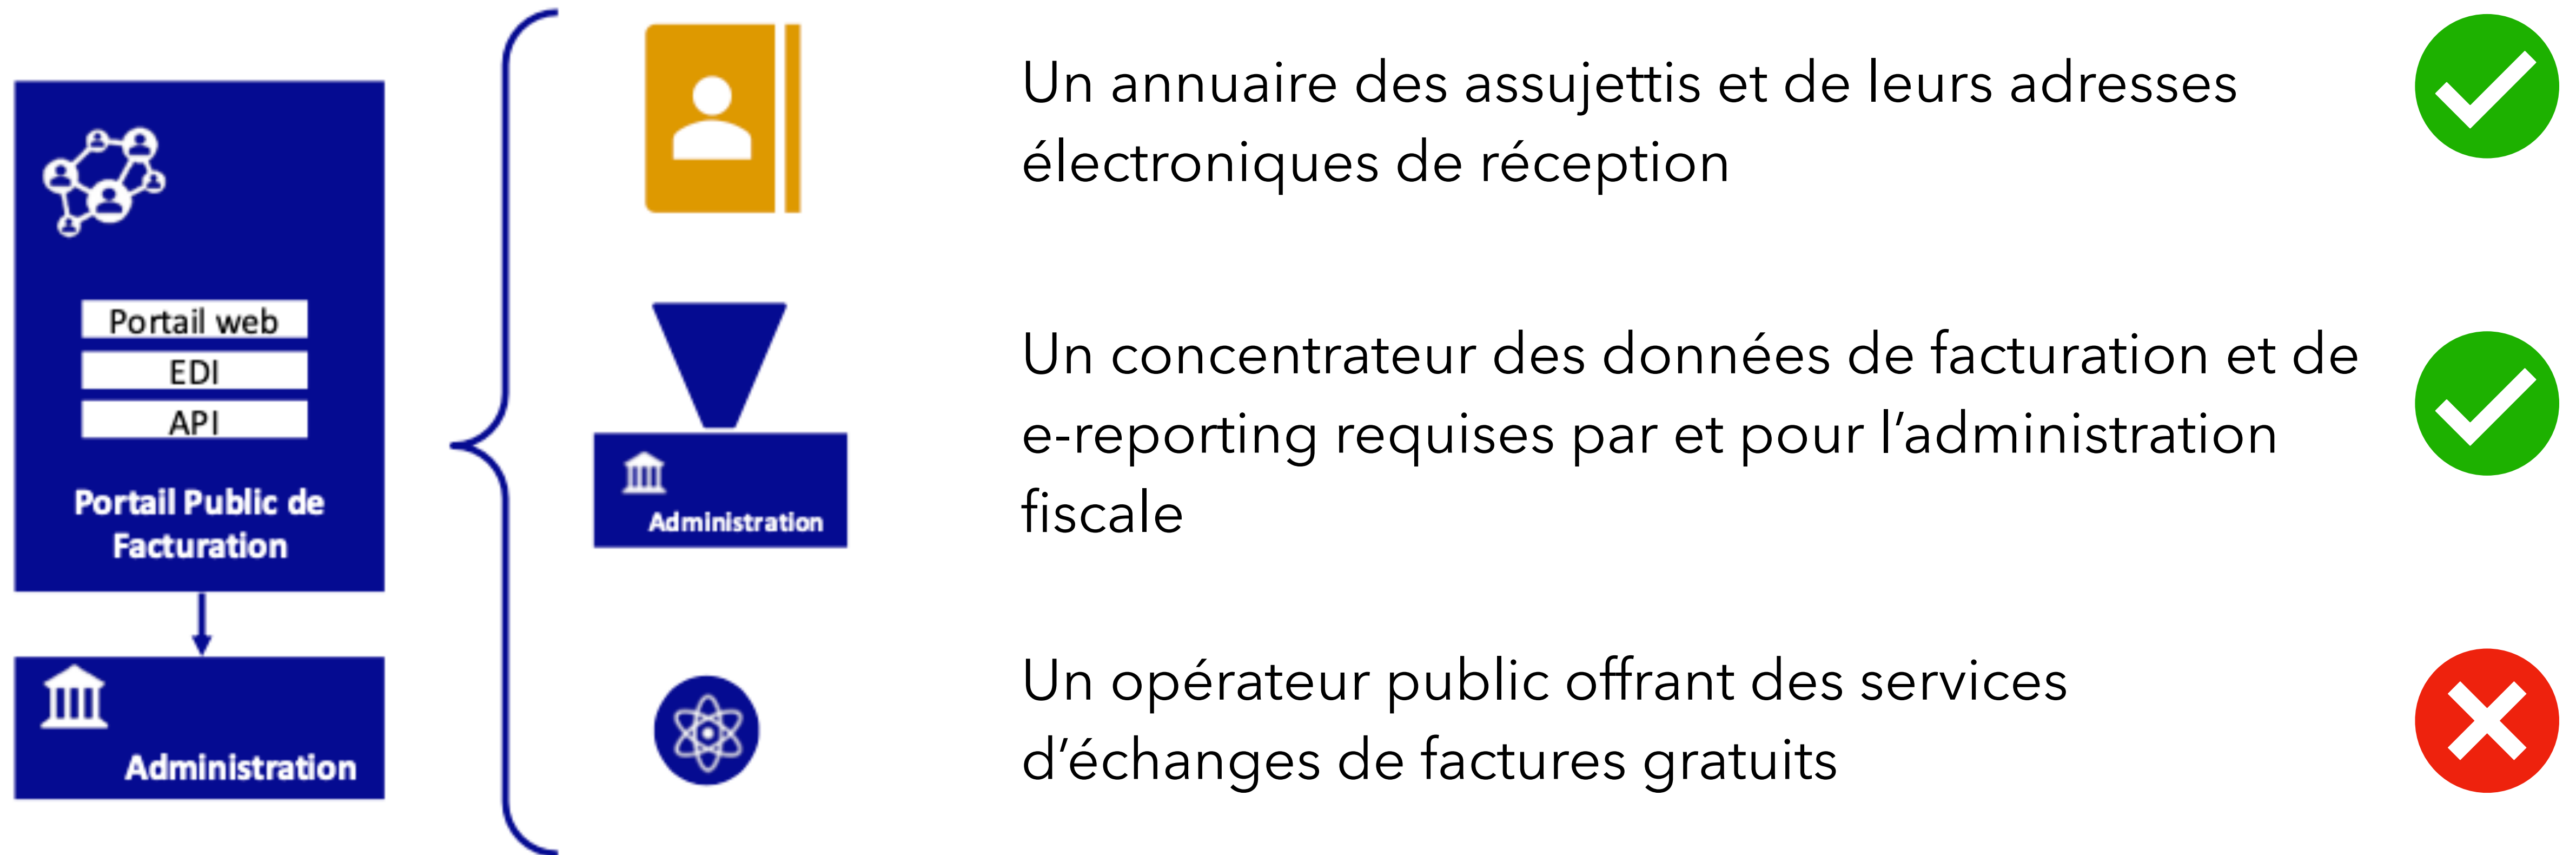 Portail web
EDI
API
Portail Public de
Facturation
Administration
Administration
Un annuaire des assujettis et de leurs adresses
électroniques de réception
Un concentrateur des données de facturation et de
e-reporting requises par et pour l’administration
fiscale
Un opérateur public offrant des services
d’échanges de factures gratuits